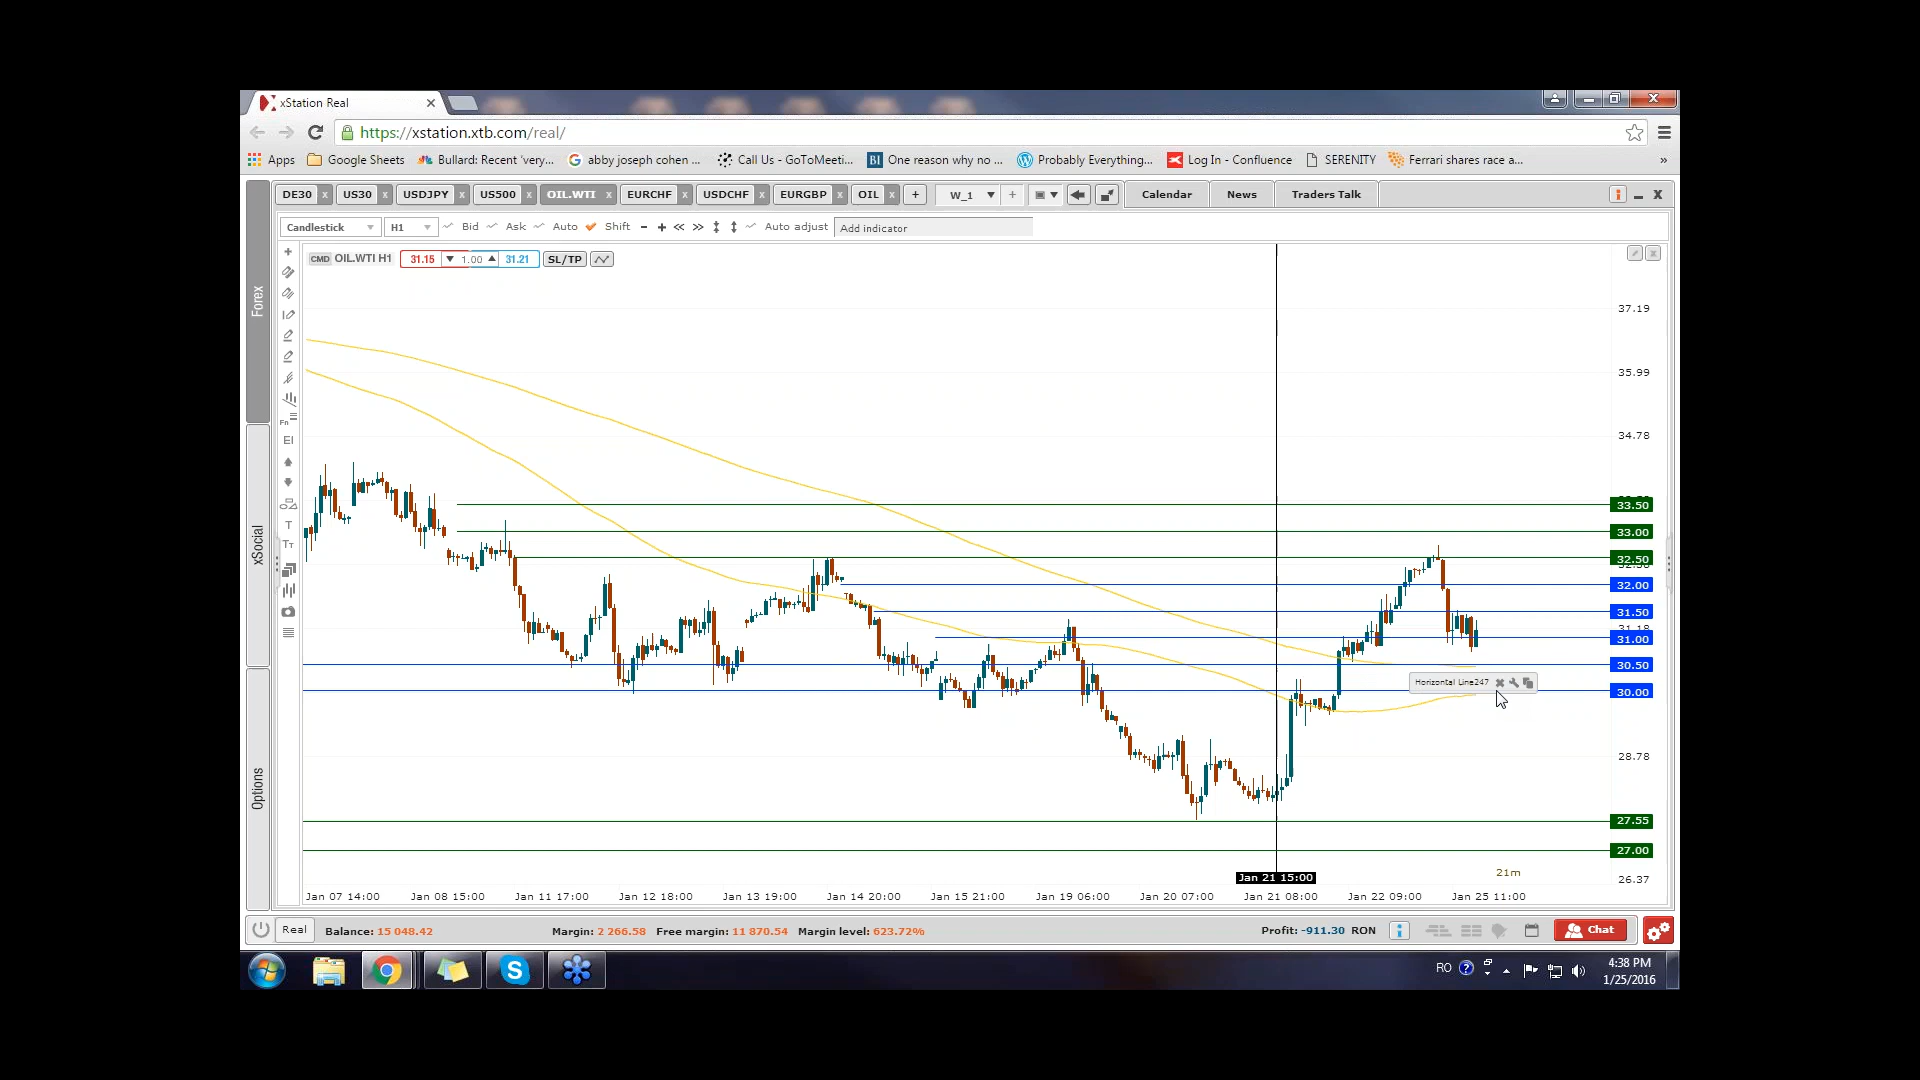 xStation Real
https://xstation.xtb.com/real/
Apps Google Sheets Bullard: Recent 'very... abby joseph cohen ... Call Us - GoToMeeti... BI One reason why no ... Probably Everything... Log In - Confluence SERENITY Ferrari shares race a... »
DE30 x US30 x USDJPY x US500 x OIL.WTI x EURCHF x USDCHF x EURGBP x OIL x + W_1 + Calendar News Traders Talk
Candlestick H1 Bid Ask Auto Shift - + << >> Auto adjust Add indicator
CMD OIL.WTI H1 31.15 1.00 31.21 SL/TP
Forex
xSocial
Options
Fn
EI
T
TT
37.19
35.99
34.78
33.50
33.00
32.50
32.00
31.50
31.18
31.00
30.50
Horizontal Line247
30.00
28.78
27.55
27.00
21m
26.37
Jan 21 15:00
Jan 07 14:00 Jan 08 15:00 Jan 11 17:00 Jan 12 18:00 Jan 13 19:00 Jan 14 20:00 Jan 15 21:00 Jan 19 06:00 Jan 20 07:00 Jan 21 08:00 Jan 22 09:00 Jan 25 11:00
Real Balance: 15 048.42 Margin: 2 266.58 Free margin: 11 870.54 Margin level: 623.72% Profit: -911.30 RON i Chat
RO ? 4:38 PM
1/25/2016